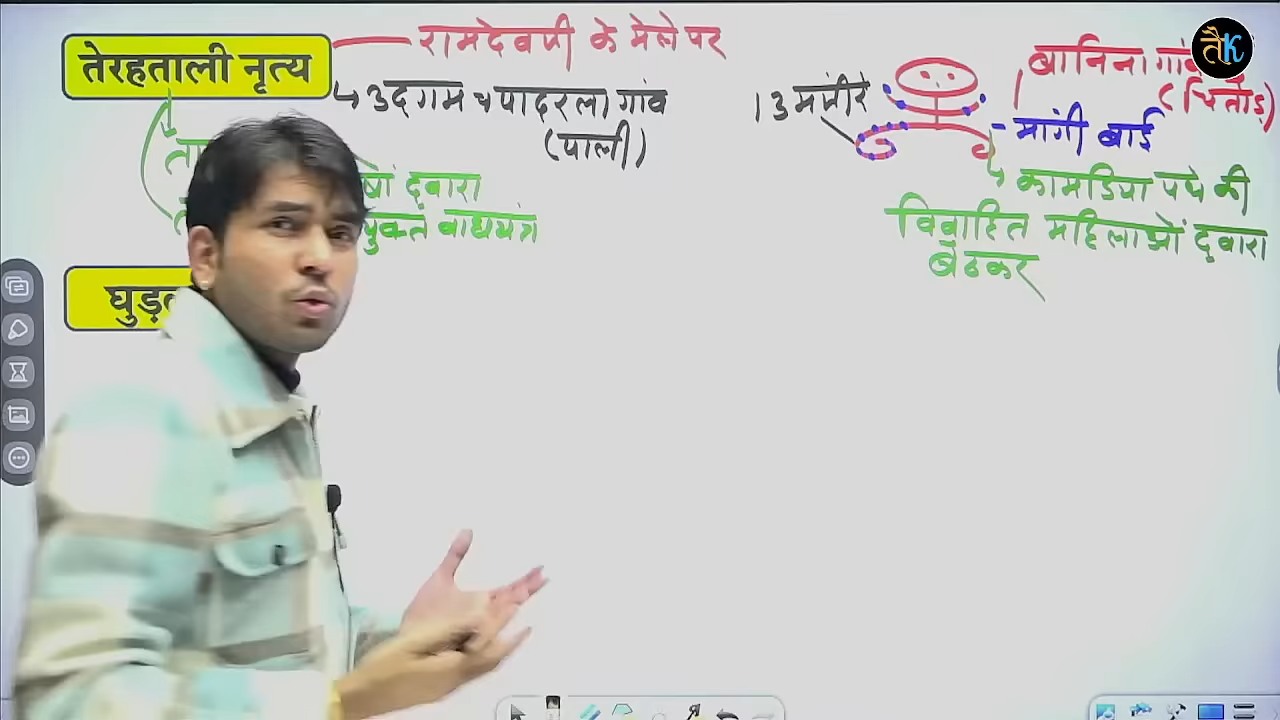 तेरहताली नृत्य
रामदेवजी के मेले पर
उद्गम पादरला गांव
(पाली)
द्वारा
वाद्ययंत्र
13 मंजीरे
बानिना गांव
(चितौड़)
मांगी बाई
कामडिया पंथ की
विवाहित महिलाओं द्वारा
बैठकर
तैK